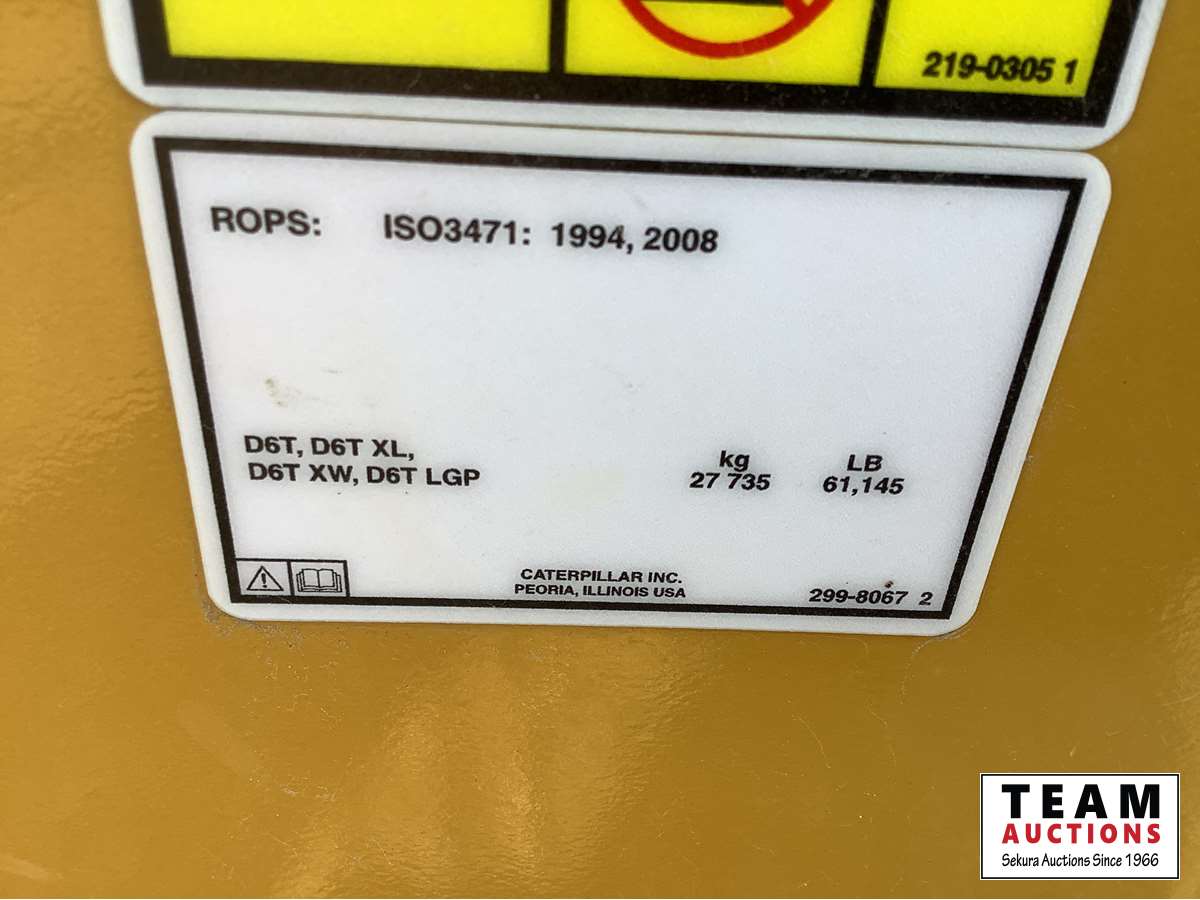 219-0305 1
ROPS: ISO3471: 1994, 2008
D6T, D6T XL,
D6T XW, D6T LGP
kg LB
27 735 61,145
CATERPILLAR INC.
PEORIA, ILLINOIS USA
299-8067 2
TEAM
AUCTIONS
Sekura Auctions Since 1966